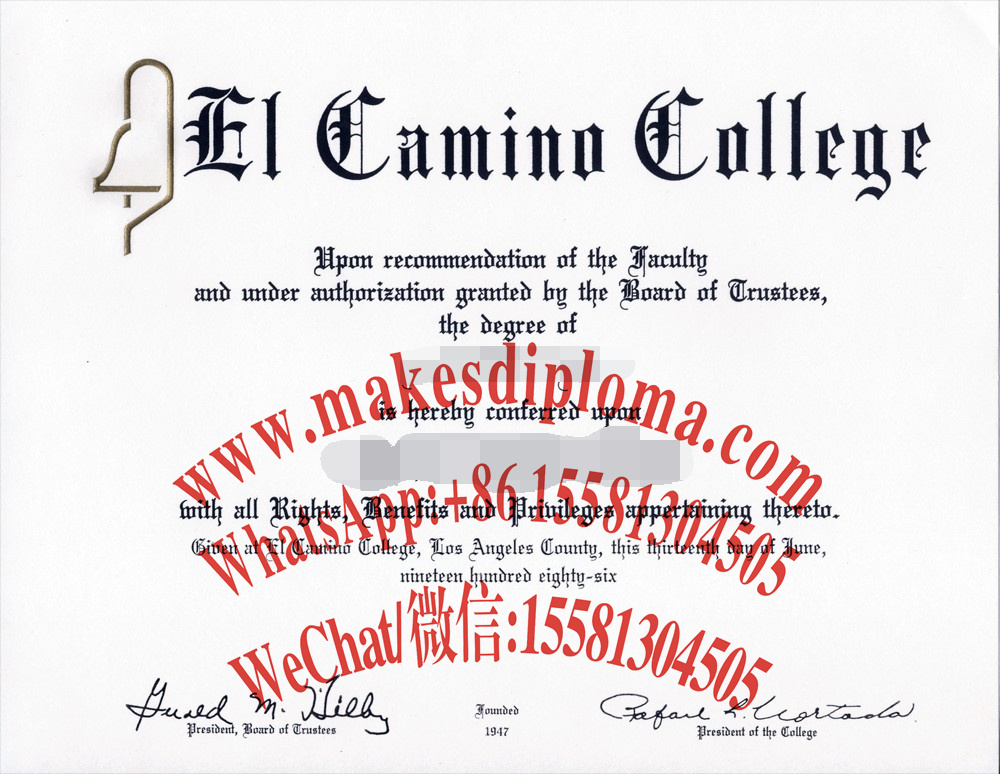 El Camino College
Upon recommendation of the Faculty
and under authorization granted by the Board of Trustees,
the degree of
www.makesdiploma.com
is hereby conferred upon
WhatsApp:+86 15581304505
with all Rights, Benefits and Privileges appertaining thereto.
Given at El Camino College, Los Angeles County, this thirteenth day of June,
nineteen hundred eighty-six
WeChat/微信:15581304505
President, Board of Trustees
Founded
1947
President of the College